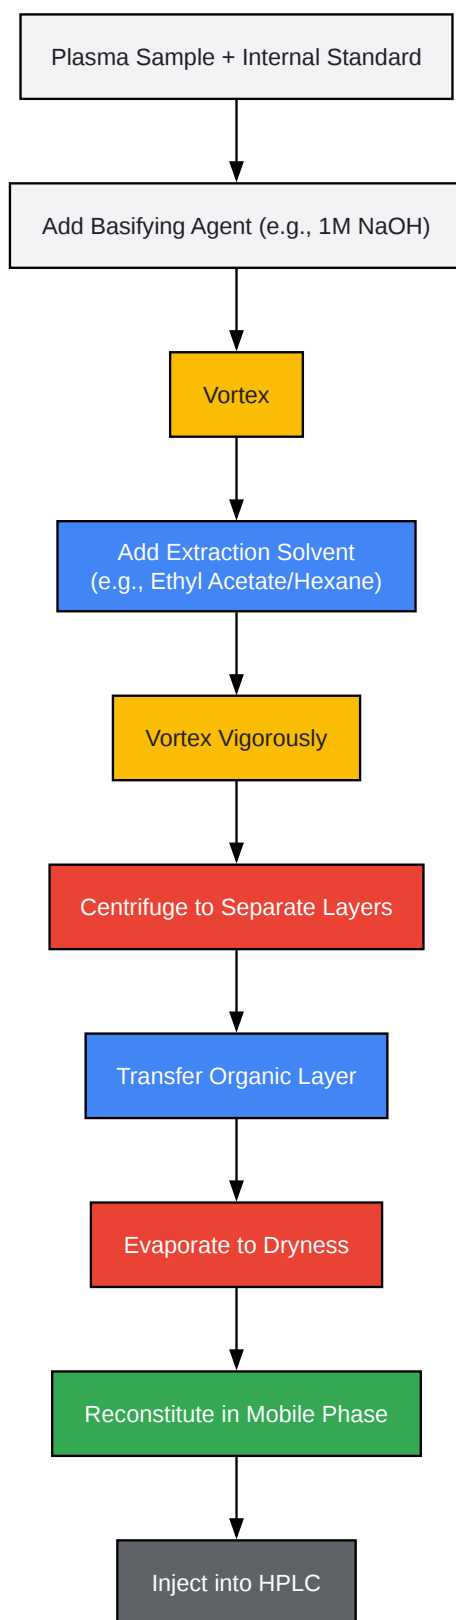 Plasma Sample + Internal Standard
Add Basifying Agent (e.g., 1M NaOH)
Vortex
Add Extraction Solvent
(e.g., Ethyl Acetate/Hexane)
Vortex Vigorously
Centrifuge to Separate Layers
Transfer Organic Layer
Evaporate to Dryness
Reconstitute in Mobile Phase
Inject into HPLC